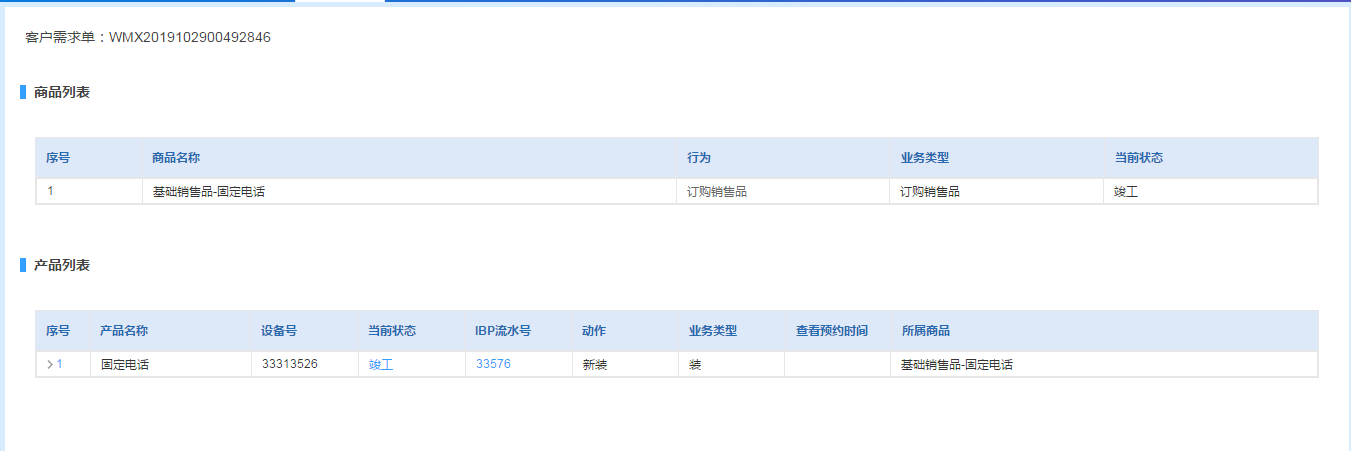 客户需求单：WMX2019102900492846
商品列表
序号 商品名称 行为 业务类型 当前状态
1 基础销售品-固定电话 订购销售品 订购销售品 竣工
产品列表
序号 产品名称 设备号 当前状态 IBP流水号 动作 业务类型 查看预约时间 所属商品
1 固定电话 33313526 竣工 33576 新装 装 基础销售品-固定电话